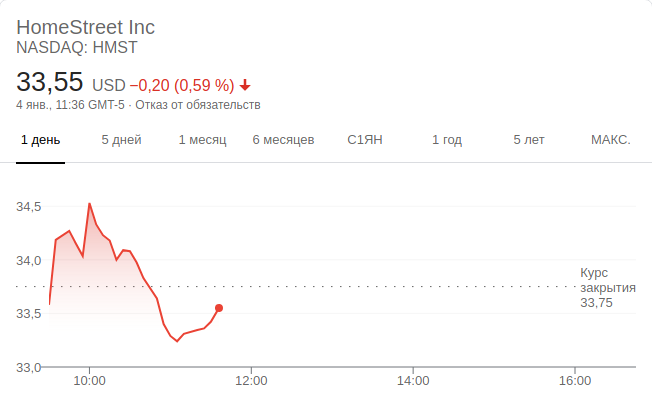 HomeStreet Inc
NASDAQ: HMST
33,55 USD −0,20 (0,59 %)
4 янв., 11:36 GMT-5 · Отказ от обязательств
1 день 5 дней 1 месяц 6 месяцев С1ЯН 1 год 5 лет МАКС.
34,5
34,0
Курс
закрытия
33,75
33,5
33,0
10:00 12:00 14:00 16:00